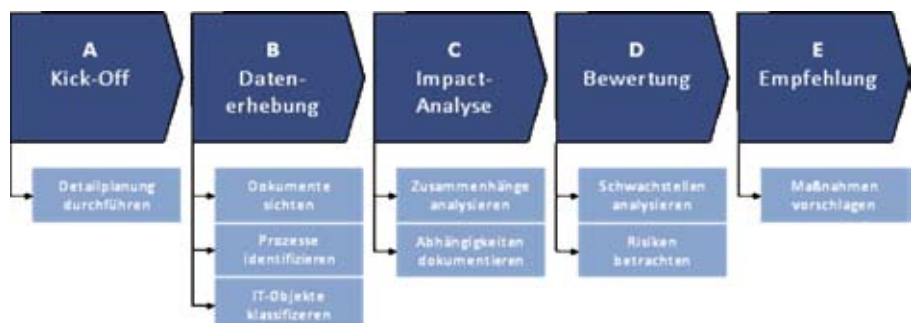 A
Kick-Off
B
Daten-
erhebung
C
Impact-
Analyse
D
Bewertung
E
Empfehlung
Detailplanung
durchführen
Dokumente
sichten
Prozesse
identifizieren
IT-Objekte
klassifizeren
Zusammenhänge
analysieren
Abhängigkeiten
dokumentieren
Schwachstellen
analysieren
Risiken
betrachten
Maßnahmen
vorschlagen